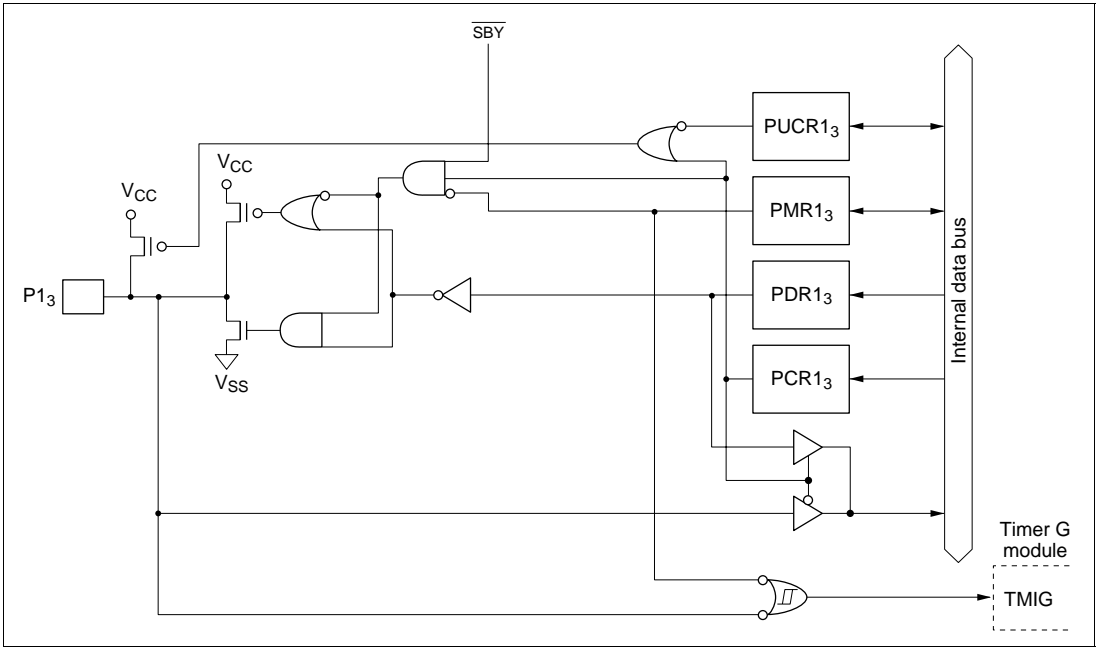 SBY
PUCR1₃
V_CC
V_CC
PMR1₃
P1₃
PDR1₃
Internal data bus
V_SS
PCR1₃
Timer G
module
TMIG